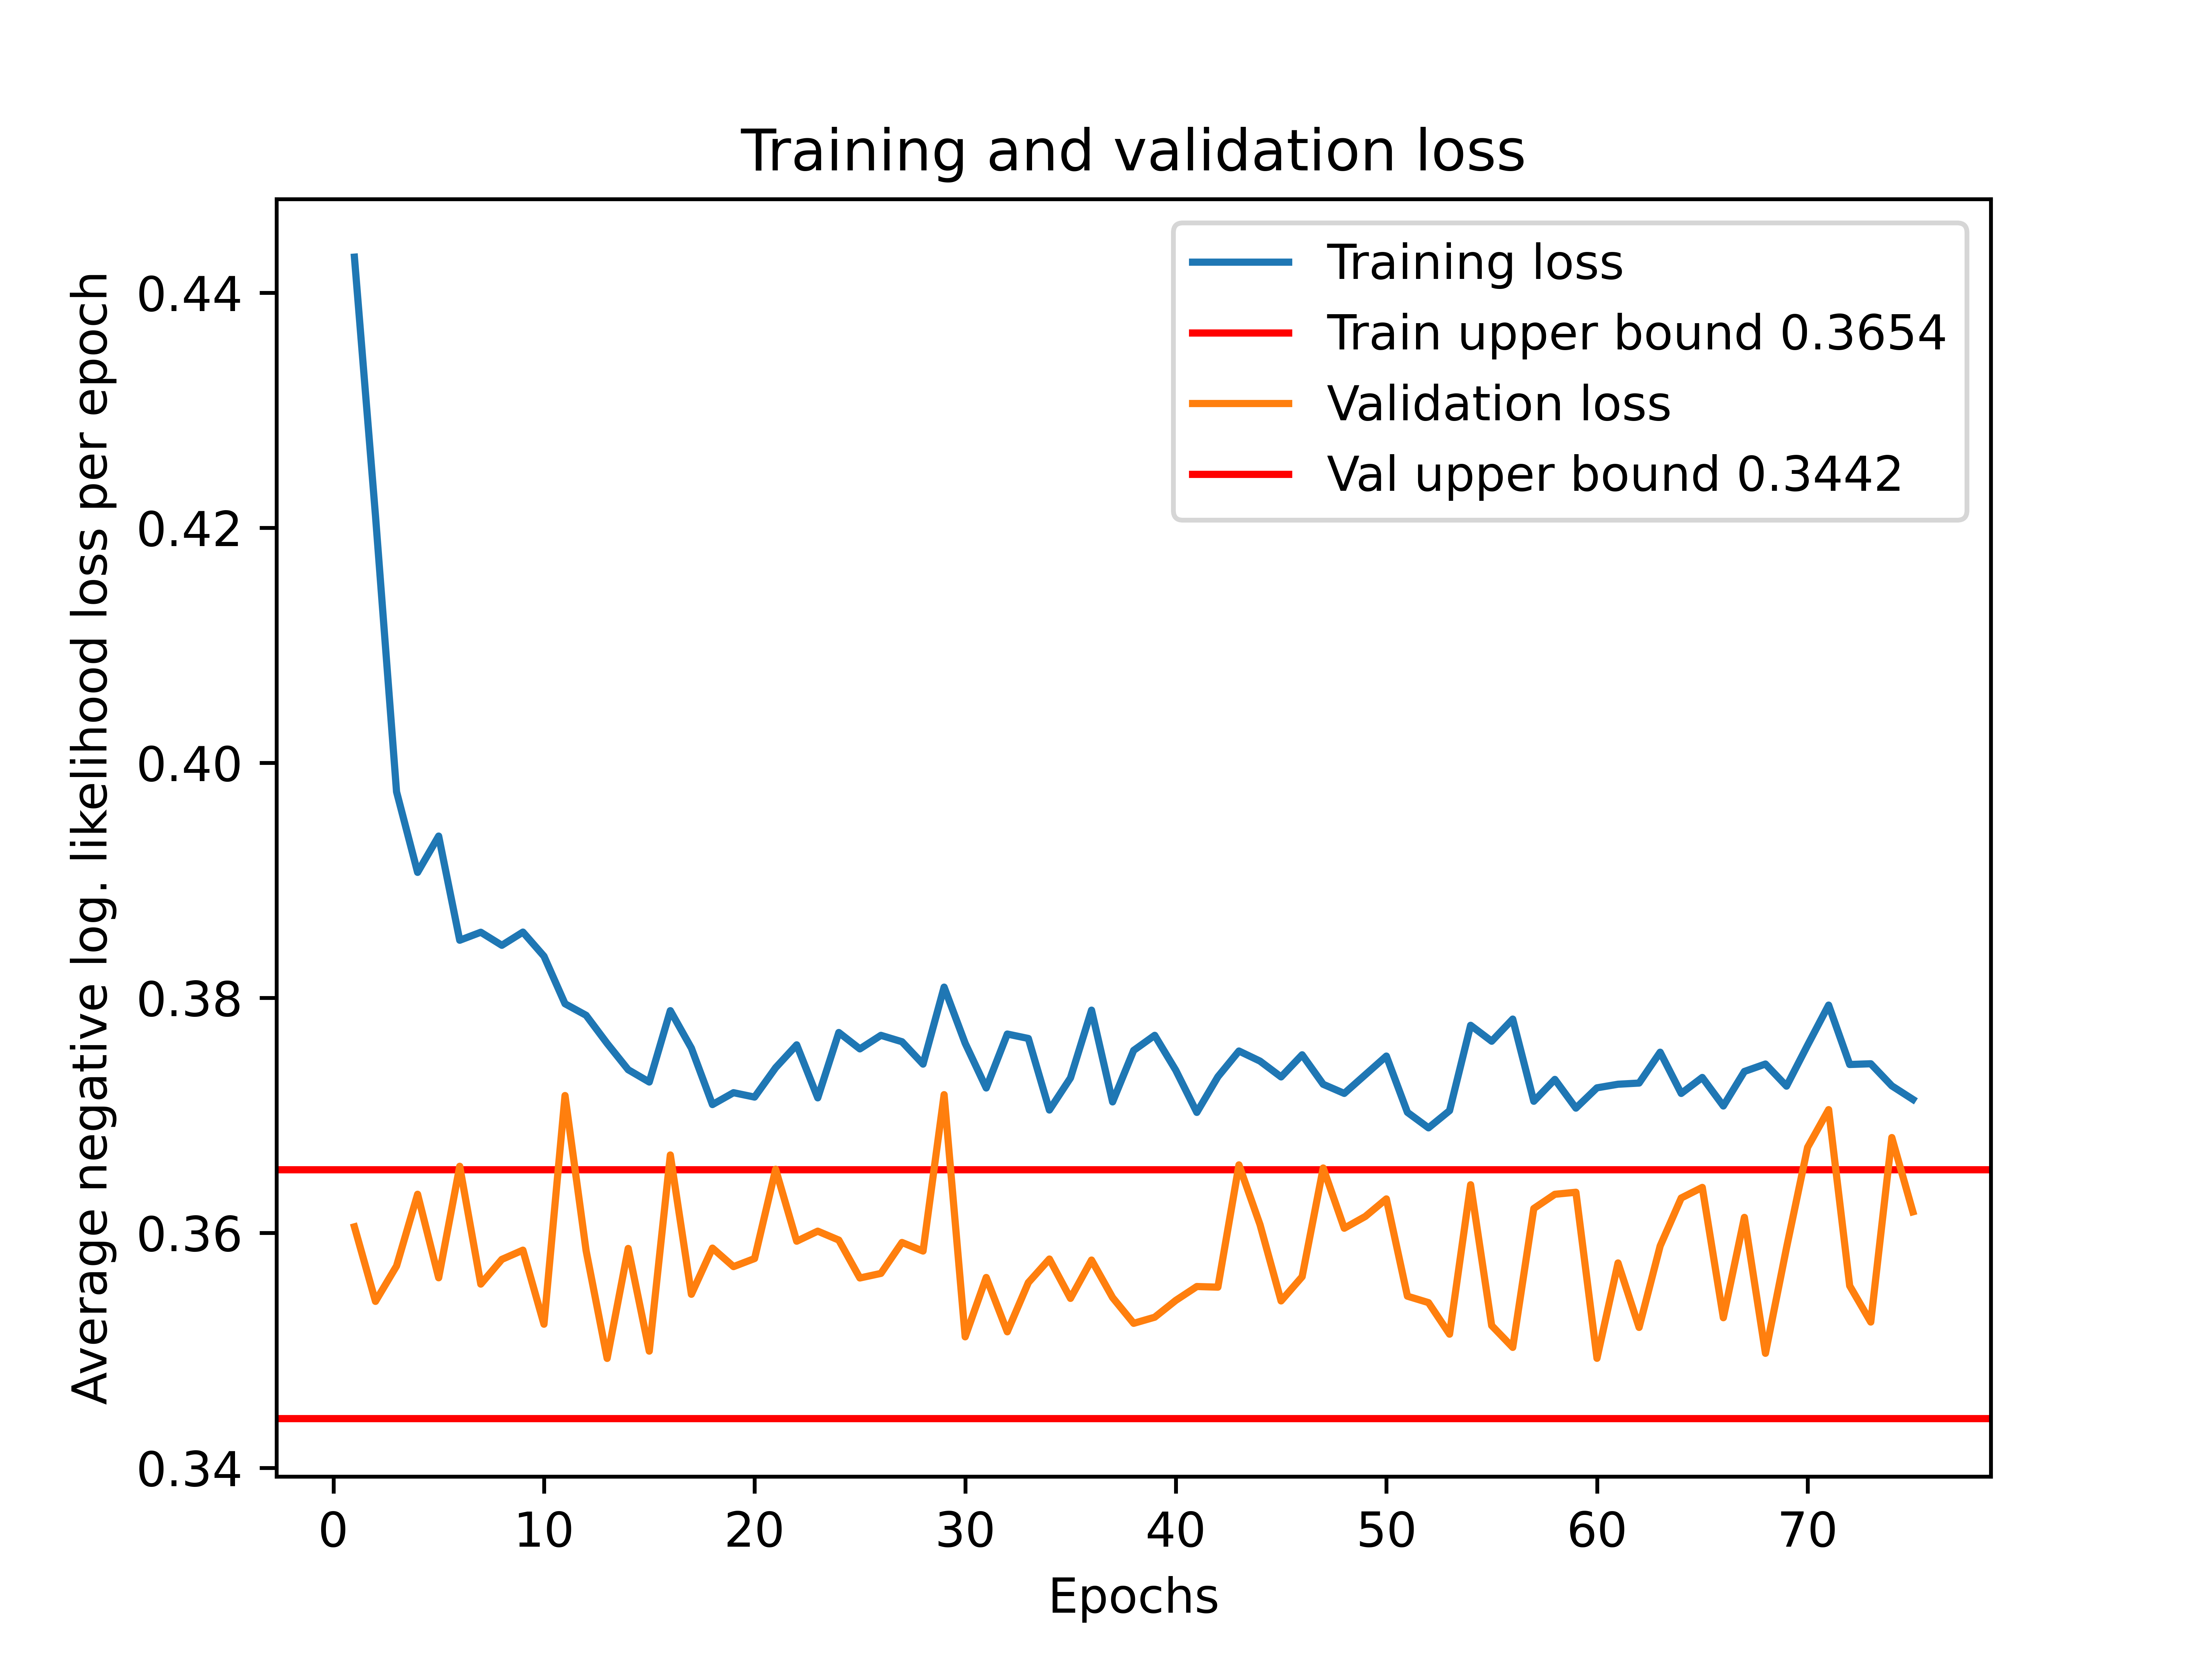 Training and validation loss
Training loss
Train upper bound 0.3654
Validation loss
Val upper bound 0.3442
Average negative log. likelihood loss per epoch
0.44
0.42
0.40
0.38
0.36
0.34
0 10 20 30 40 50 60 70
Epochs